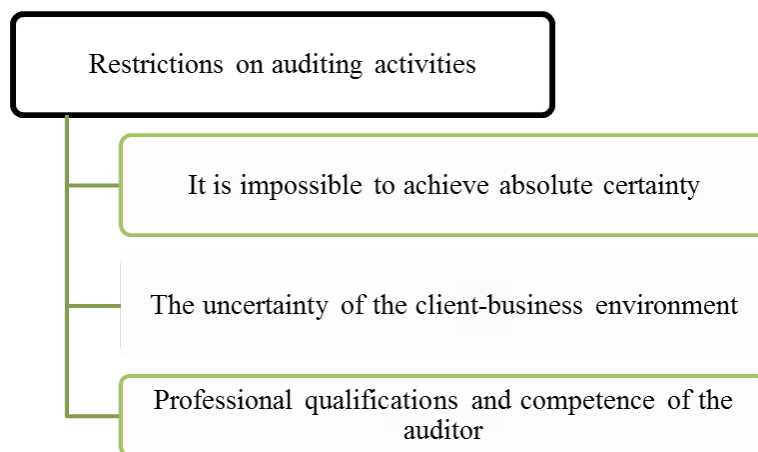 Restrictions on auditing activities
It is impossible to achieve absolute certainty
The uncertainty of the client-business environment
Professional qualifications and competence of the
auditor